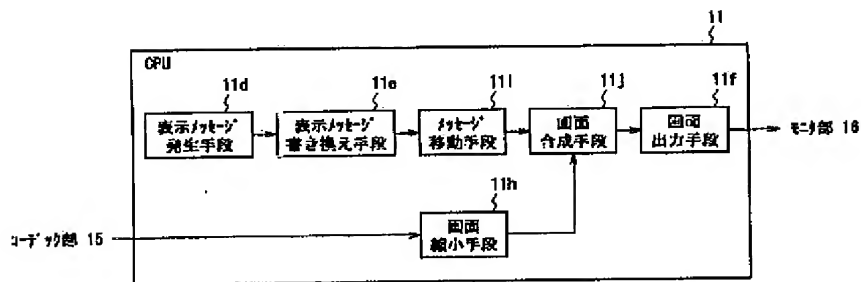 11
CPU
11d
11e
11i
11j
11f
表示メッセージ
発生手段
表示メッセージ
書き換え手段
メッセージ
移動手段
画面
合成手段
画面
出力手段
モニタ部 16
11h
コーデック部 15
画面
縮小手段